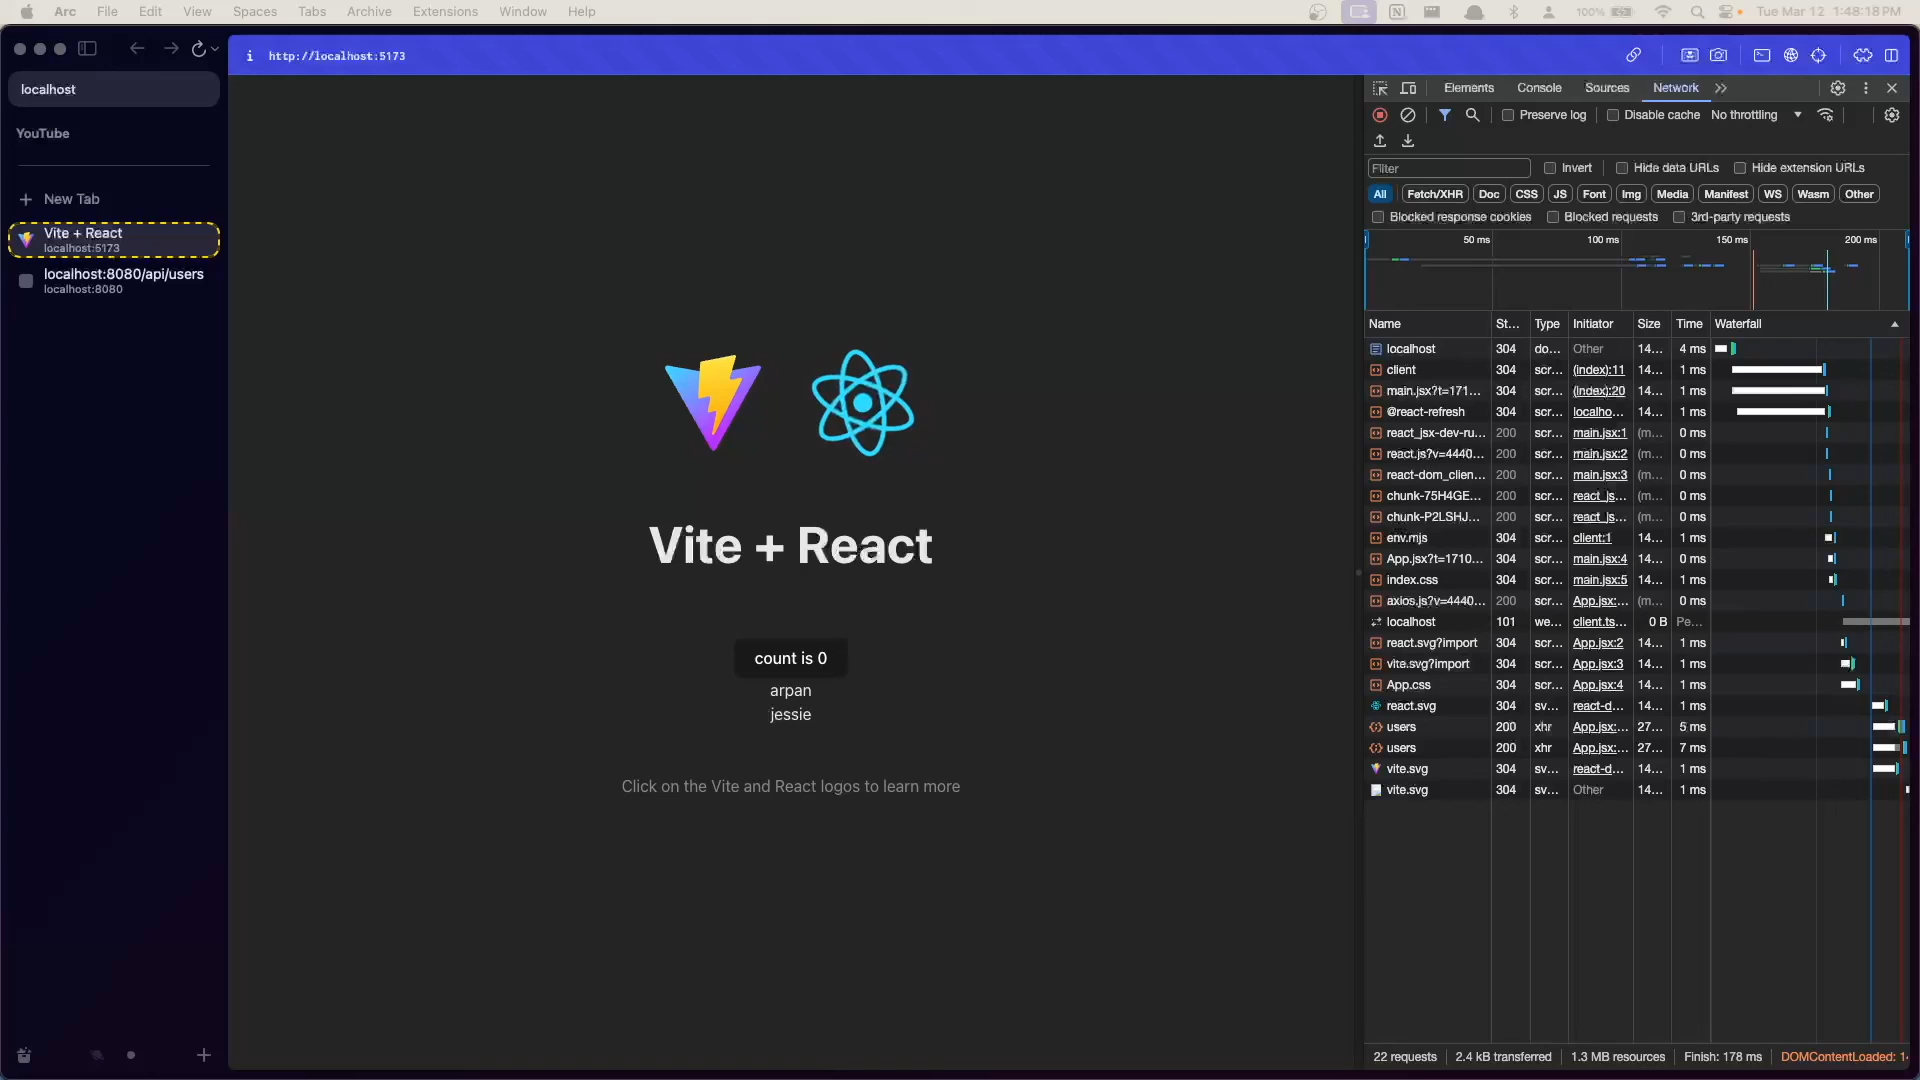 Arc File Edit View Spaces Tabs Archive Extensions Window Help 100% Tue Mar 12 1:48:18 PM
http://localhost:5173
localhost
YouTube
New Tab
Vite + React
localhost:5173
localhost:8080/api/users
localhost:8080
Vite + React
count is 0
arpan
jessie
Click on the Vite and React logos to learn more
Elements Console Sources Network
Preserve log Disable cache No throttling
Filter Invert Hide data URLs Hide extension URLs
All Fetch/XHR Doc CSS JS Font Img Media Manifest WS Wasm Other
Blocked response cookies Blocked requests 3rd-party requests
50 ms 100 ms 150 ms 200 ms
Name St... Type Initiator Size Time Waterfall
localhost 304 do... Other 14... 4 ms
client 304 scr... (index):11 14... 1 ms
main.jsx?t=171... 304 scr... (index):20 14... 1 ms
@react-refresh 304 scr... localho... 14... 1 ms
react_jsx-dev-ru... 200 scr... main.jsx:1 (m... 0 ms
react.js?v=4440... 200 scr... main.jsx:2 (m... 0 ms
react-dom_clien... 200 scr... main.jsx:3 (m... 0 ms
chunk-75H4GE... 200 scr... react_js... (m... 0 ms
chunk-P2LSHJ... 200 scr... react_js... (m... 0 ms
env.mjs 304 scr... client:1 14... 1 ms
App.jsx?t=1710... 304 scr... main.jsx:4 14... 0 ms
index.css 304 scr... main.jsx:5 14... 1 ms
axios.js?v=4440... 200 scr... App.jsx:... (m... 0 ms
localhost 101 we... client.ts... 0 B Pe...
react.svg?import 304 scr... App.jsx:2 14... 1 ms
vite.svg?import 304 scr... App.jsx:3 14... 1 ms
App.css 304 scr... App.jsx:4 14... 1 ms
react.svg 304 sv... react-d... 14... 1 ms
users 200 xhr App.jsx:... 27... 5 ms
users 200 xhr App.jsx:... 27... 7 ms
vite.svg 304 sv... react-d... 14... 1 ms
vite.svg 304 sv... Other 14... 1 ms
22 requests 2.4 kB transferred 1.3 MB resources Finish: 178 ms DOMContentLoaded: